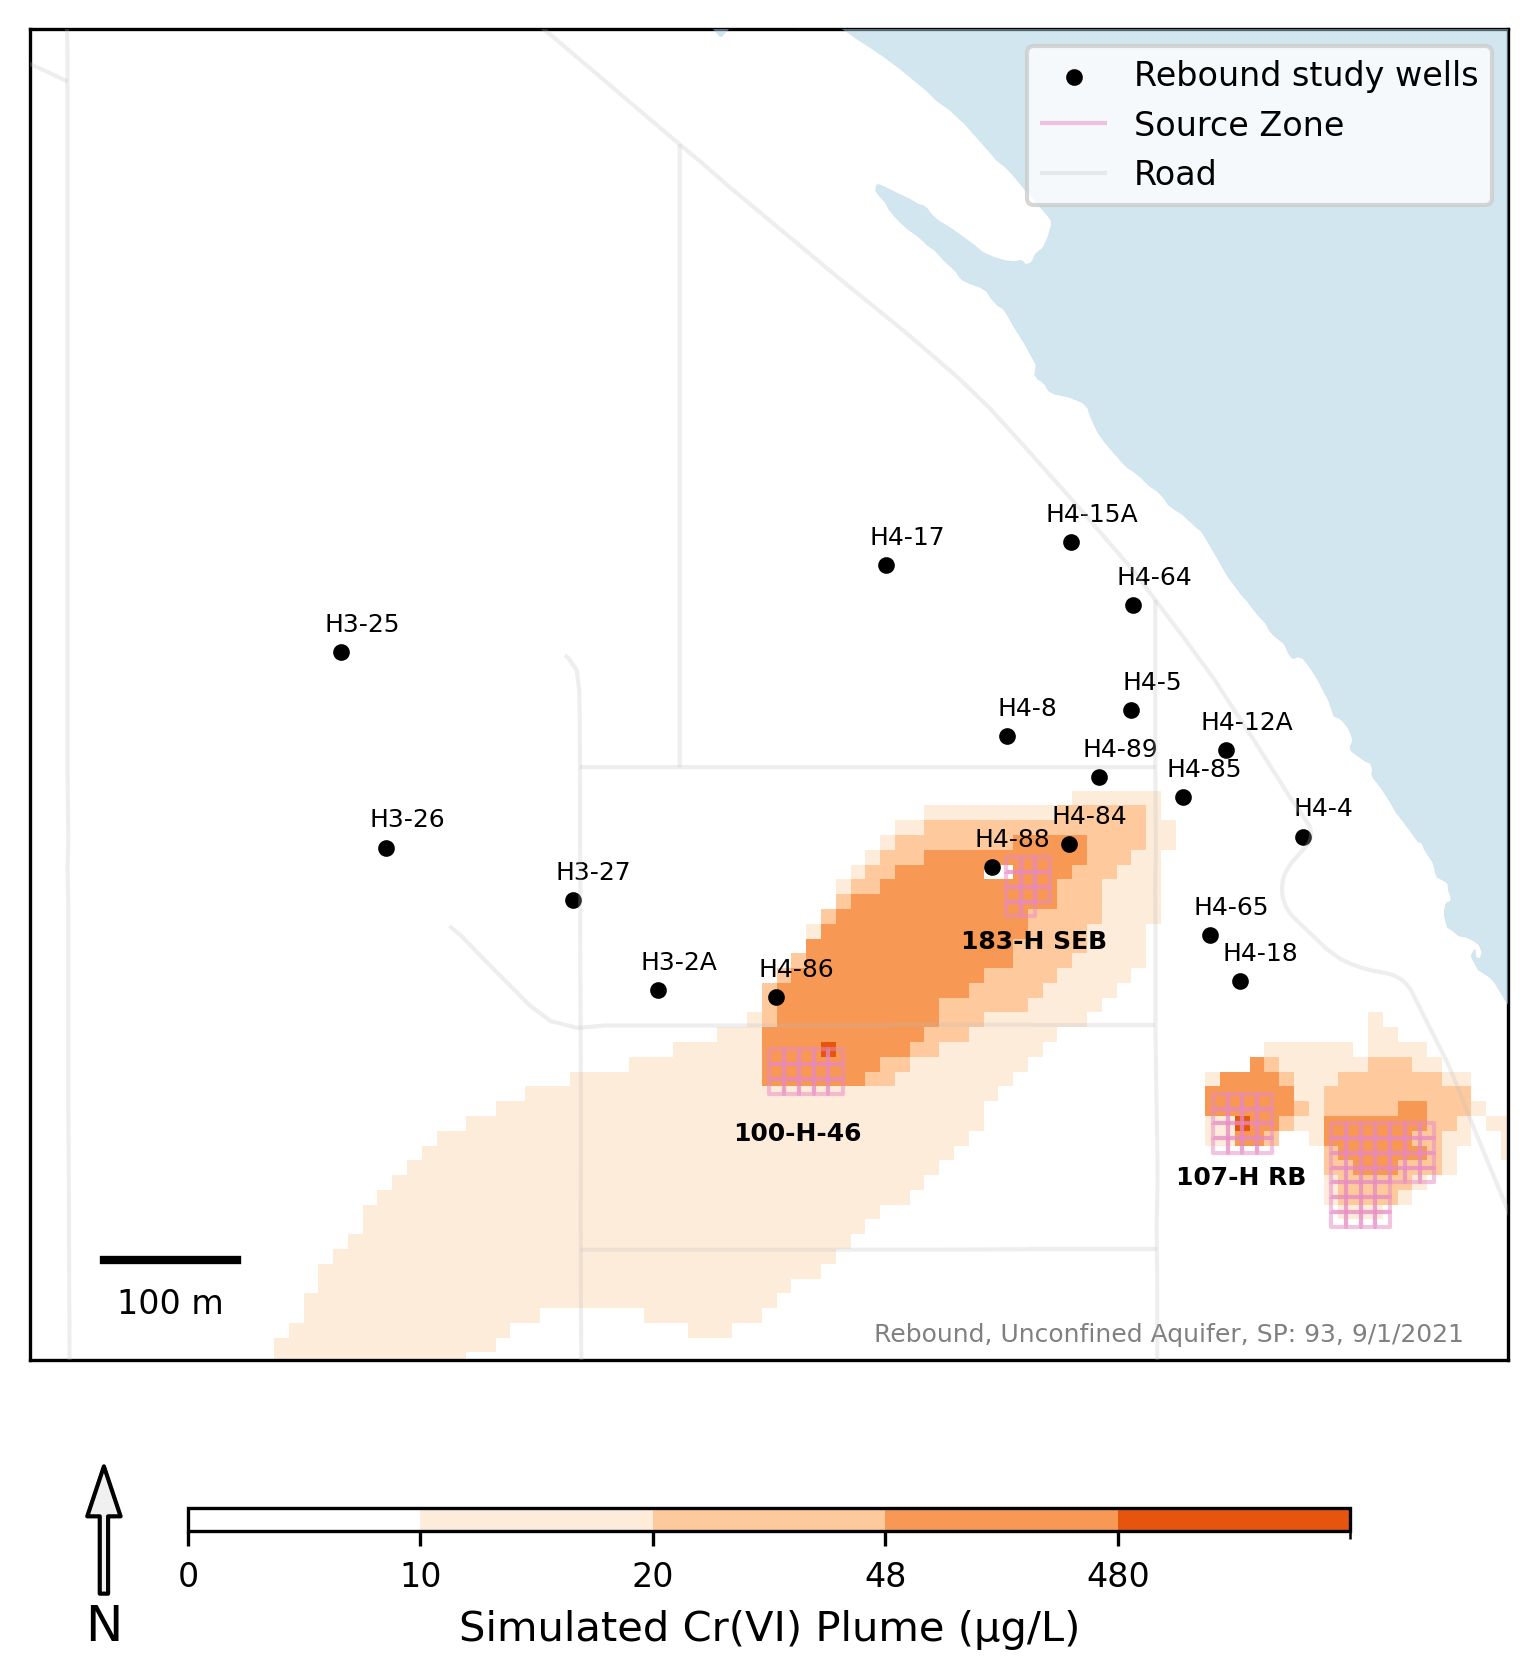 Rebound study wells
Source Zone
Road
H4-15A
H4-17
H4-64
H3-25
H4-5
H4-8
H4-12A
H4-89
H4-85
H4-4
H3-26
H4-84
H4-88
H3-27
H4-65
183-H SEB
H4-18
H3-2A
H4-86
100-H-46
107-H RB
100 m
Rebound, Unconfined Aquifer, SP: 93, 9/1/2021
0 10 20 48 480
N
Simulated Cr(VI) Plume (μg/L)